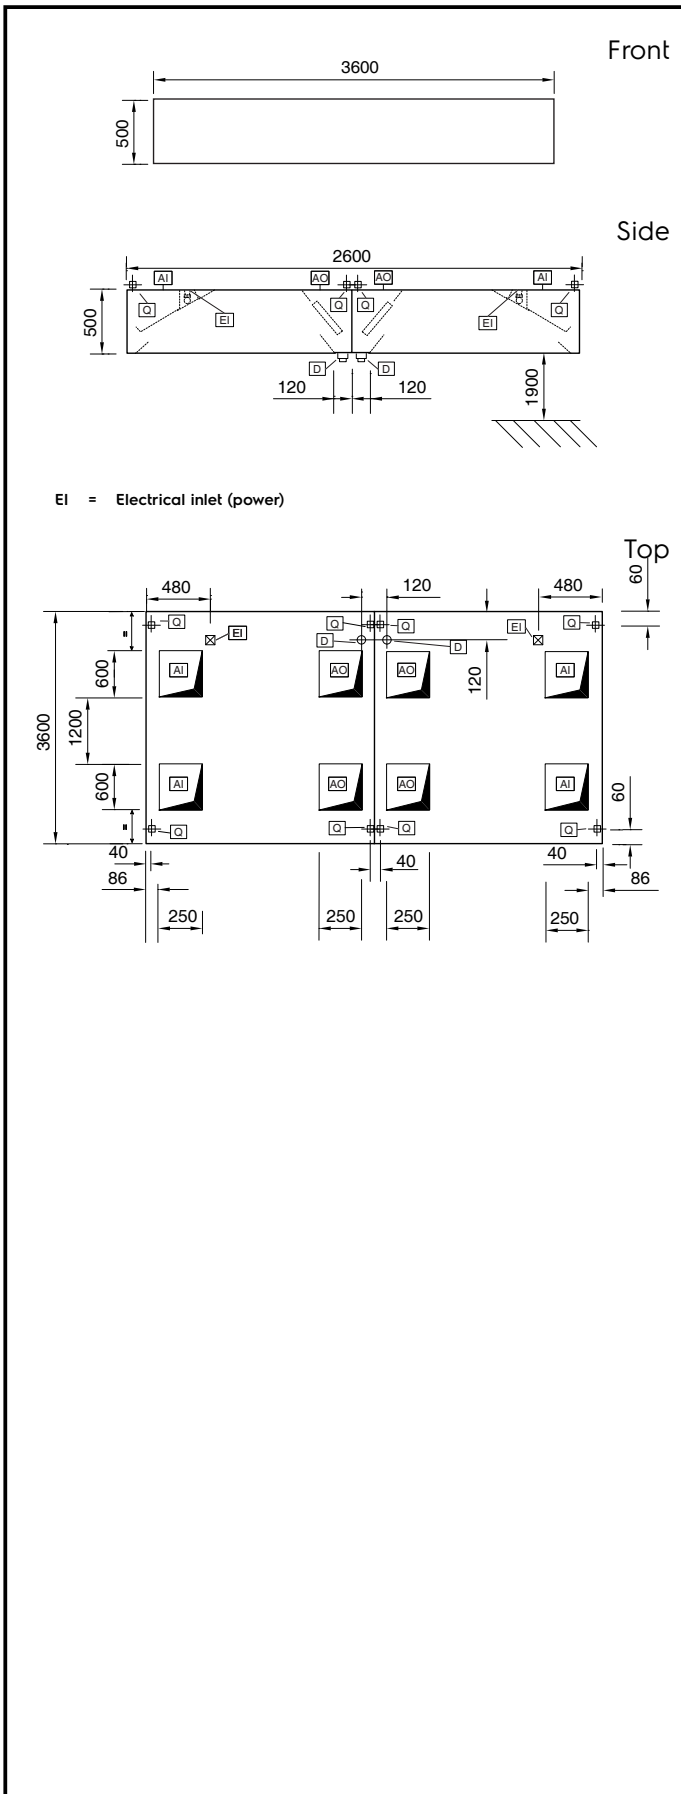 Front
3600
500
Side
2600
AI AO AO AI
Q Q Q Q
EI EI
500
D D
120 120
1900
EI = Electrical inlet (power)
Top
480 120 480 60
Q Q Q Q
= EI EI
D D
AI AO AO AI
600
120
3600
1200
AI AO AO AI
600
60
= Q Q Q Q
40 40 40
86 86
250 250 250 250